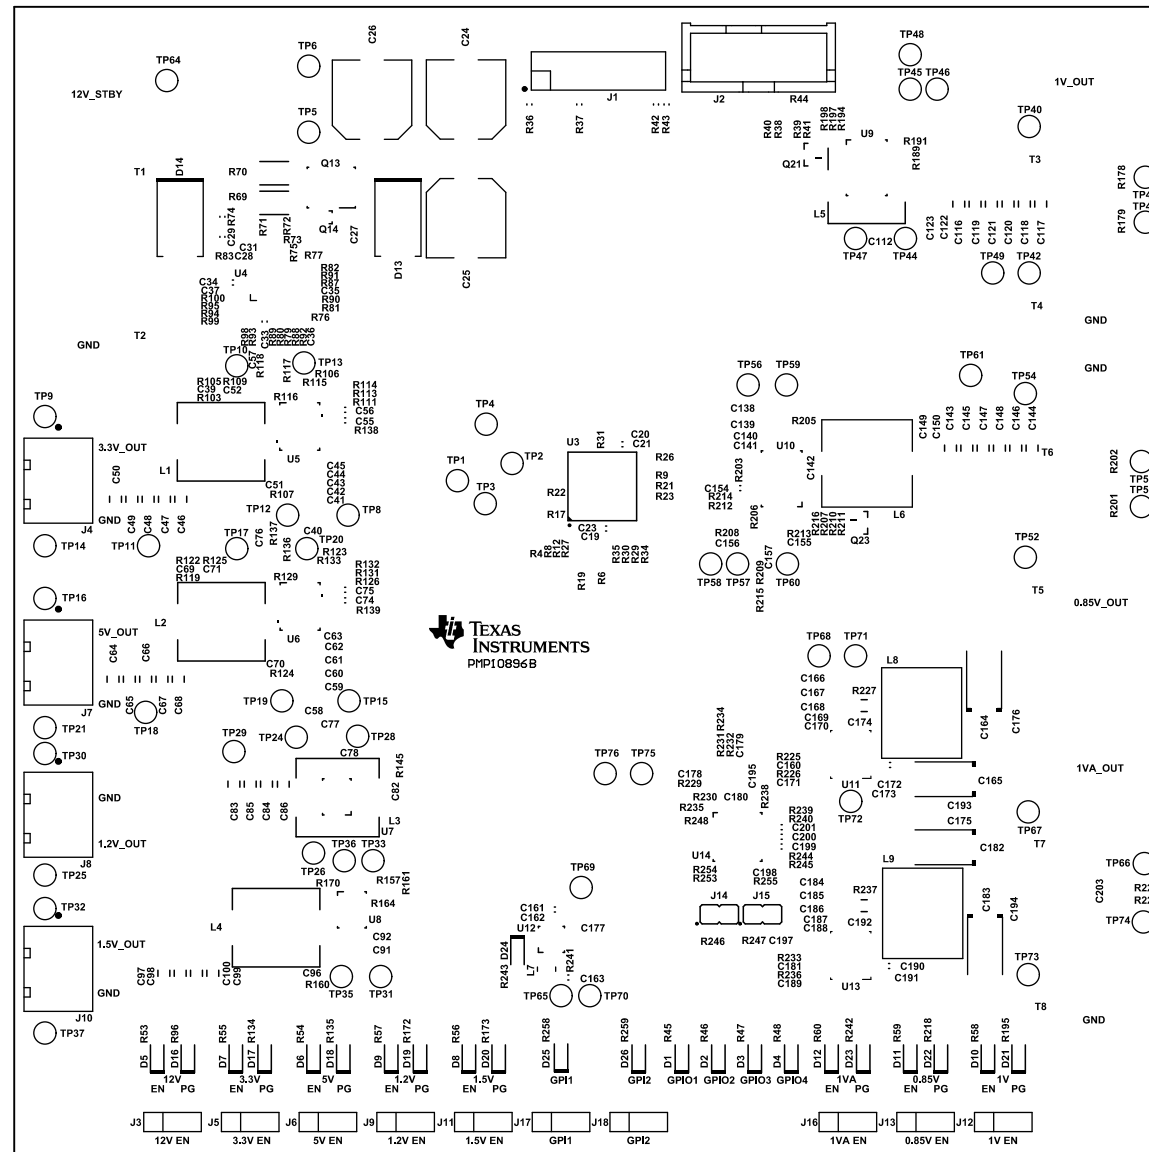 TP64
12V_STBY
TP6
TP5
C26
C24
J1
R36
R37
R42
R43
J2
R44
TP48
TP45
TP46
1V_OUT
TP40
T3
R40
R38
R39
R41
R198
R197
R194
U9
R191
R189
Q21
L5
R178
TP4
TP4
R179
T1
D14
R70
R69
Q13
R74
C29
R71
R72
R73
R75
Q14
C27
R77
R83
C31
C28
D13
C25
TP47
C112
TP44
C123
C122
C116
C119
C121
C120
C118
C117
TP49
TP42
T4
GND
U4
C34
C37
R100
R95
R94
R99
R82
R91
R87
C35
R90
R81
R76
T2
GND
R98
R93
C33
R89
R80
R79
R88
R92
C36
TP10
C57
R118
R117
TP13
R106
R115
TP56
TP59
TP61
TP54
GND
R105
R109
C39
C52
R103
R116
R114
R113
R111
C56
C55
R138
TP9
3.3V_OUT
C50
L1
U5
C51
C45
C44
C43
C42
C41
R107
J4
GND
C49
C48
C47
C46
TP12
TP8
TP4
TP1
TP2
TP3
U3
R31
C20
C21
R26
R9
R21
R23
R22
R17
C23
C19
R4
R8
R12
R27
R35
R30
R29
R34
R19
R6
C138
C139
C140
C141
U10
R205
C142
R203
C154
R214
R212
R206
L6
C149
C150
C143
C145
C147
C148
C146
C144
T6
R202
TP5
TP5
R201
R216
R207
R210
R211
Q23
R208
C156
R213
C155
C157
R209
R215
TP58
TP57
TP60
TP52
T5
0.85V_OUT
TP14
TP11
TP17
C76
R137
R136
C40
TP20
R123
R133
R122
R125
C69
C71
R119
R129
R132
R131
R126
C75
C74
R139
TP16
5V_OUT
C64
C66
L2
U6
C63
C62
C61
C60
C59
C70
R124
GND
C65
C67
C68
J7
TP18
TP19
TP15
C58
C77
TEXAS
INSTRUMENTS
PMP10896B
TP68
TP71
C166
C167
C168
C169
C170
R227
C174
L8
C164
C176
TP21
TP30
TP29
TP24
TP28
C78
R145
C82
L3
U7
C83
C85
C84
C86
GND
1.2V_OUT
J8
TP76
TP75
R234
R231
R232
C179
C178
R229
R225
C160
R226
C171
C195
R238
R230
C180
R235
R248
U11
C172
C173
TP72
C165
C193
C175
C182
1VA_OUT
TP67
T7
TP25
TP26
TP36
TP33
R157
R161
R170
R164
TP69
U14
R254
R253
R239
R240
C201
C200
C199
R244
R245
C198
R255
L9
TP66
TP32
L4
U8
C92
C91
C161
C162
U12
C177
J14
J15
R246
R247
C197
C184
C185
C186
C187
C188
R237
C192
C183
C194
C203
TP74
1.5V_OUT
GND
J10
C97
C98
C100
C99
C96
R160
TP35
TP31
R243
D24
L7
R241
C163
TP65
TP70
R233
C181
R236
C189
U13
C190
C191
TP73
T8
GND
TP37
R53
R96
R55
R134
R54
R135
R57
R172
R56
R173
R258
R259
R45
R46
R47
R48
R60
R242
R59
R218
R58
R195
D5
D16
D7
D17
D6
D18
D9
D19
D8
D20
D25
D26
D1
D2
D3
D4
D12
D23
D11
D22
D10
D21
12V
3.3V
5V
1.2V
1.5V
GPI1
GPI2
GPIO1
GPIO2
GPIO3
GPIO4
1VA
0.85V
1V
EN PG
EN PG
EN PG
EN PG
EN PG
EN PG
EN PG
EN PG
J3
J5
J6
J9
J11
J17
J18
J16
J13
J12
12V EN
3.3V EN
5V EN
1.2V EN
1.5V EN
GPI1
GPI2
1VA EN
0.85V EN
1V EN